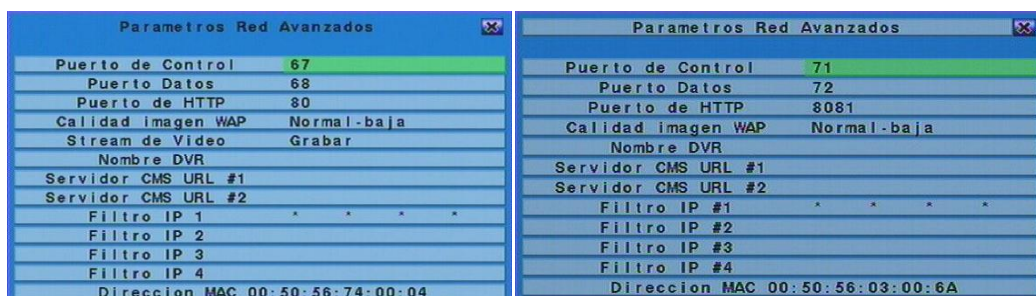 Parametros Red Avanzados
Puerto de Control 67
Puerto Datos 68
Puerto de HTTP 80
Calidad imagen WAP Normal-baja
Stream de Video Grabar
Nombre DVR
Servidor CMS URL #1
Servidor CMS URL #2
Filtro IP 1 * * * *
Filtro IP 2
Filtro IP 3
Filtro IP 4
Direccion MAC 00:50:56:74:00:04
Parametros Red Avanzados
Puerto de Control 71
Puerto Datos 72
Puerto de HTTP 8081
Calidad imagen WAP Normal-baja
Nombre DVR
Servidor CMS URL #1
Servidor CMS URL #2
Filtro IP #1 * * * *
Filtro IP #2
Filtro IP #3
Filtro IP #4
Direccion MAC 00:50:56:03:00:6A